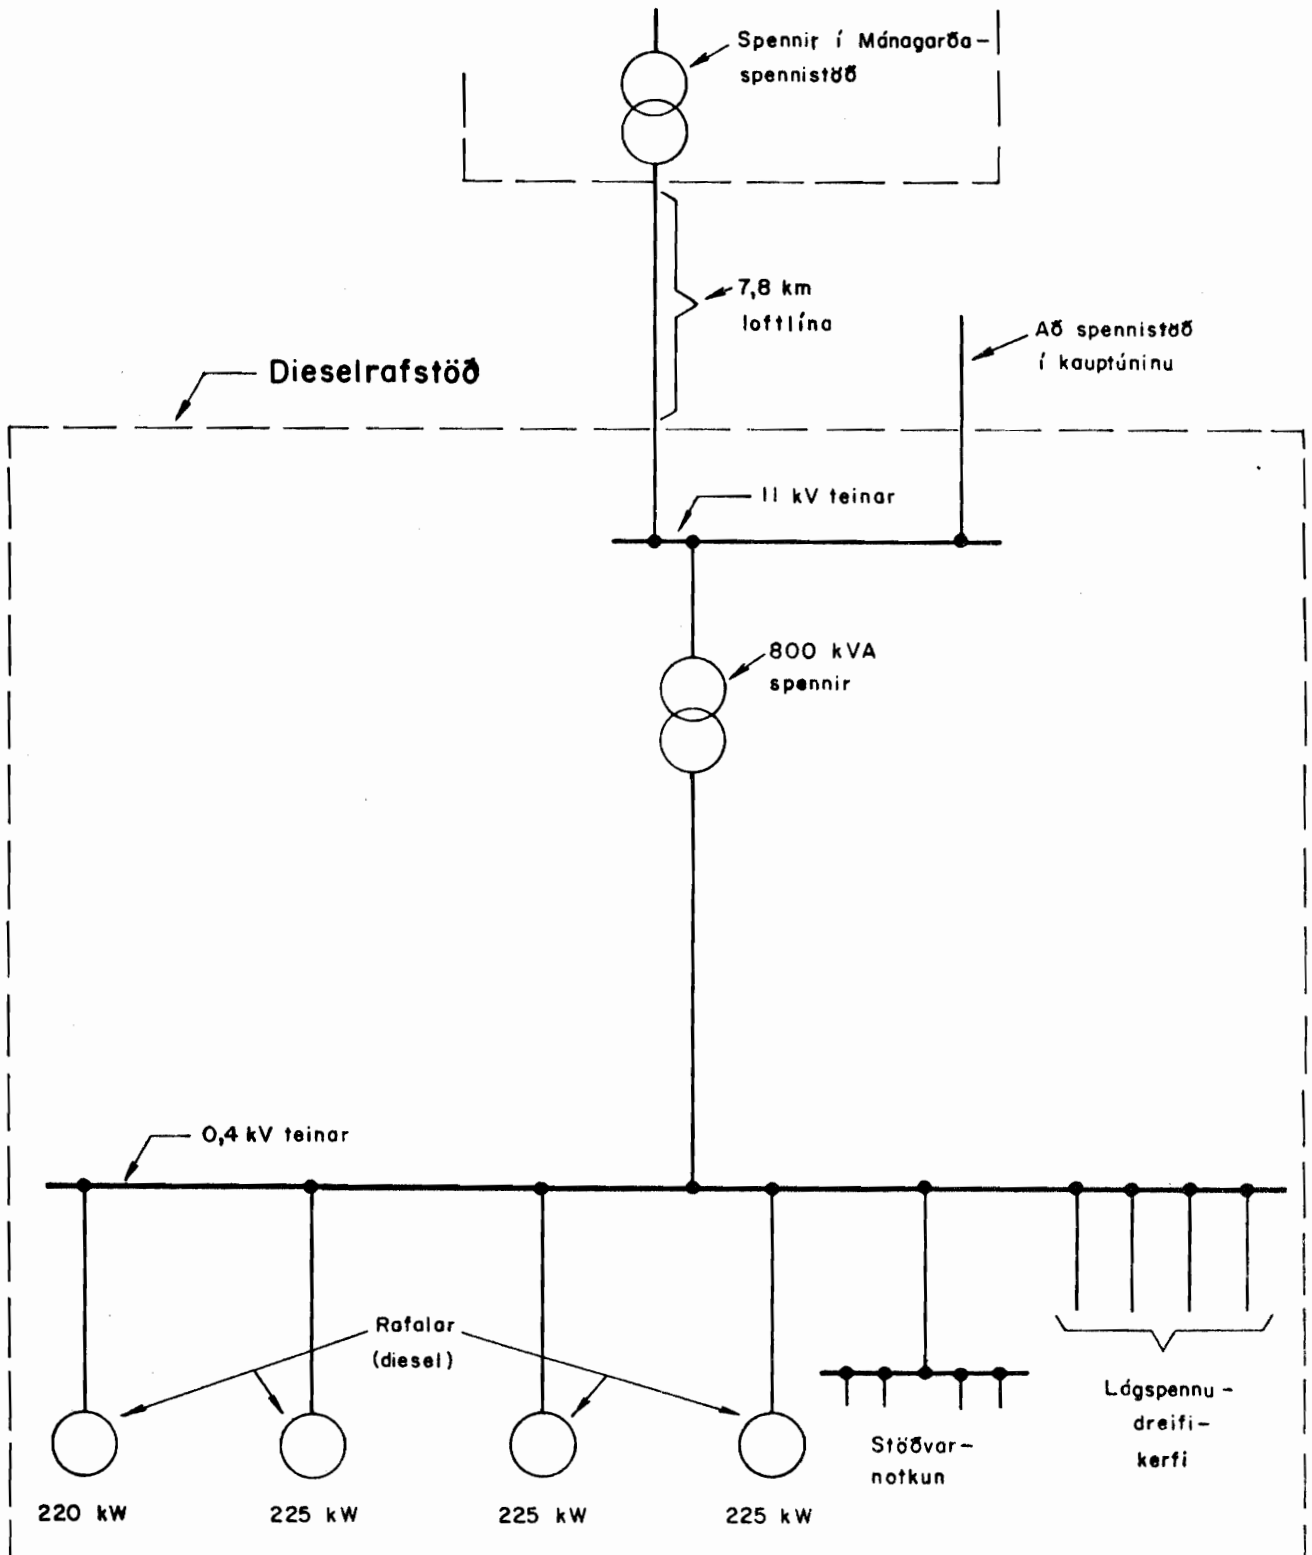 Spennir í Mánagarða-
spennistöð
7,8 km
loftlína
Að spennistöð
í kauptúninu
Dieselrafstöð
11 kV teinar
800 kVA
spennir
0,4 kV teinar
Rafalar
(diesel)
Lágspennu-
dreifi-
kerfi
Stöðvar-
notkun
220 kW
225 kW
225 kW
225 kW